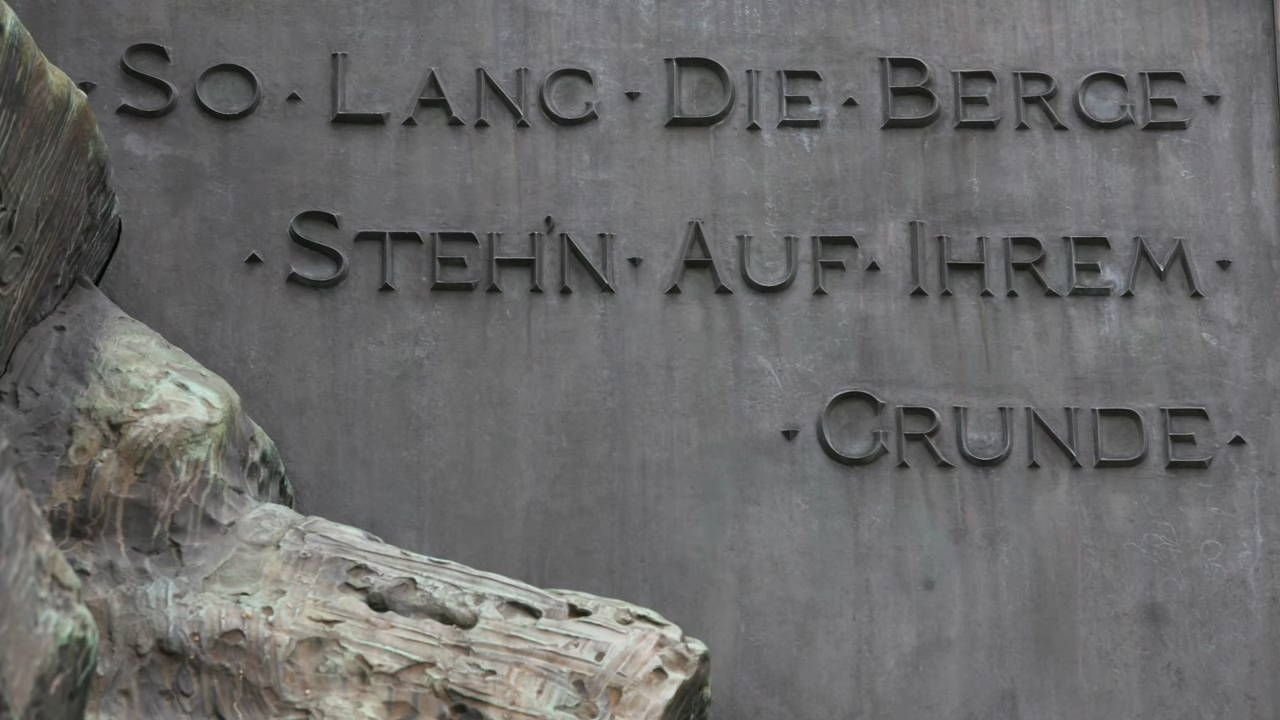 · So · Lang · Die · Berge ·
· Steh'n · Auf · Ihrem ·
· Grunde ·